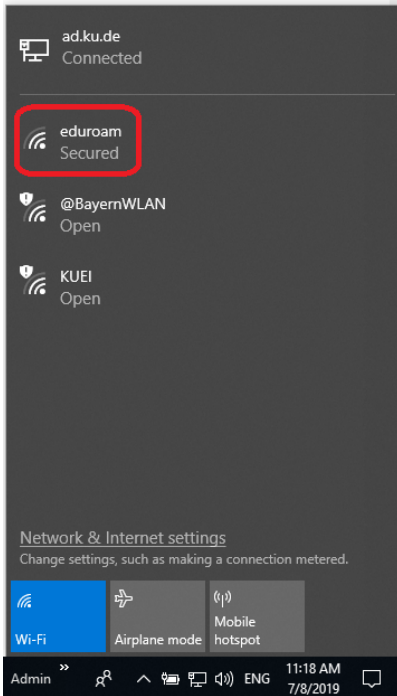 ad.ku.de
Connected
eduroam
Secured
@BayernWLAN
Open
KUEI
Open
Network & Internet settings
Change settings, such as making a connection metered.
Wi-Fi
Airplane mode
Mobile
hotspot
Admin
»
ENG
11:18 AM
7/8/2019